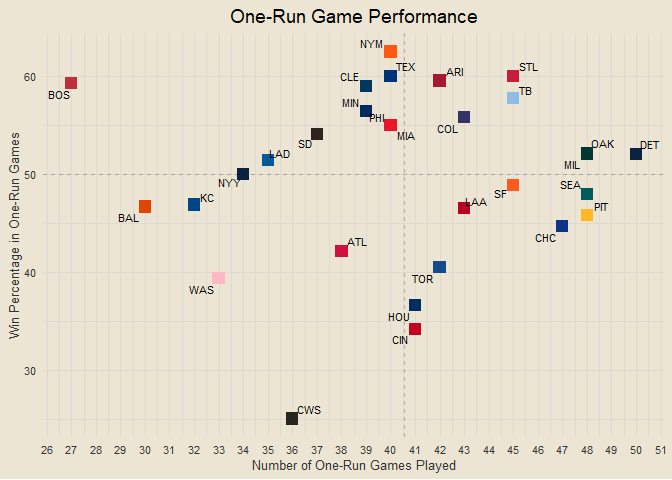 One-Run Game Performance
NYM
TEX
ARI
STL
CLE
BOS
TB
MIN
PHI
MIA
COL
SD
LAD
OAK
DET
MIL
NYY
SEA
SF
KC
BAL
LAA
PIT
CHC
ATL
WAS
TOR
HOU
CIN
CWS
60
50
40
30
Win Percentage in One-Run Games
26 27 28 29 30 31 32 33 34 35 36 37 38 39 40 41 42 43 44 45 46 47 48 49 50 51
Number of One-Run Games Played